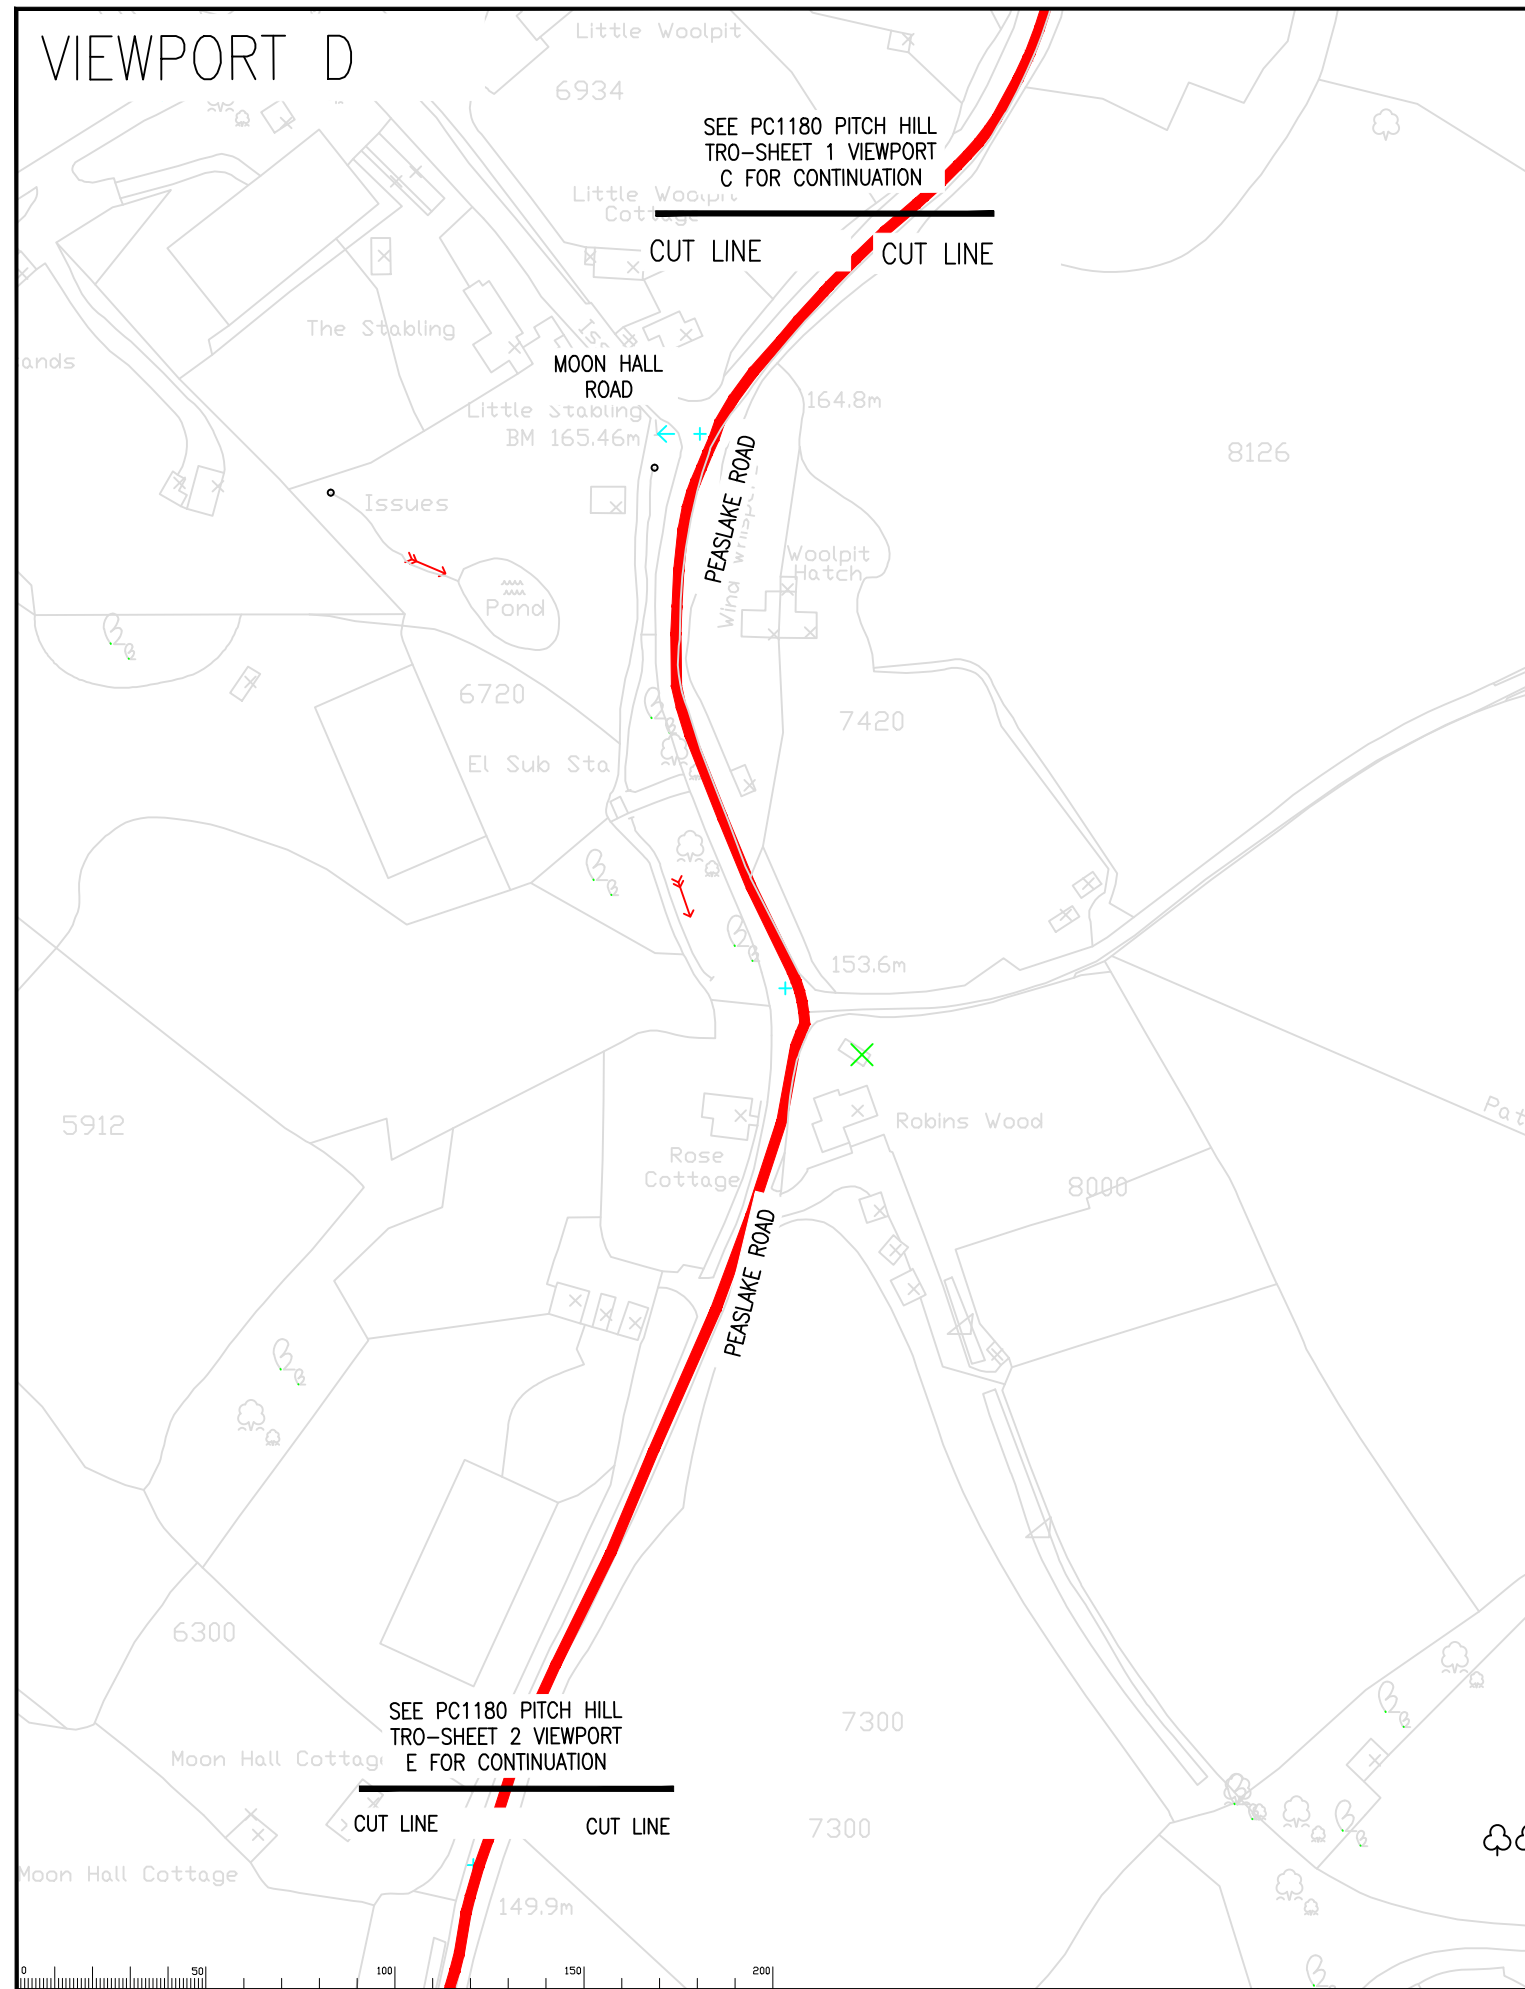 VIEWPORT D
Little Woolpit
6934
SEE PC1180 PITCH HILL
TRO-SHEET 1 VIEWPORT
C FOR CONTINUATION
Little Woolpit
Cottage
CUT LINE
CUT LINE
The Stabling
ands
MOON HALL
ROAD
Little Stabling
BM 165.46m
164.8m
8126
PEASLAKE ROAD
Issues
Woolpit
Hatch
Pond
6720
7420
El Sub Sta
153.6m
5912
Robins Wood
Rose
Cottage
8000
PEASLAKE ROAD
6300
SEE PC1180 PITCH HILL
TRO-SHEET 2 VIEWPORT
E FOR CONTINUATION
7300
Moon Hall Cottage
CUT LINE
CUT LINE
7300
Moon Hall Cottage
149.9m
0 50 100 150 200